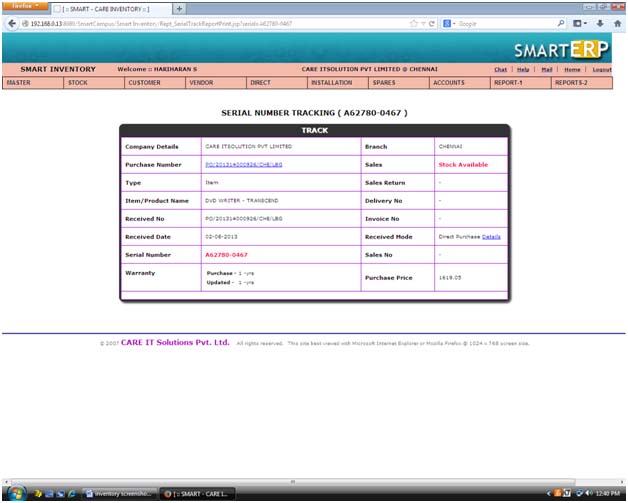 Firefox
[ :: SMART - CARE INVENTORY :: ]
192.168.0.13:8080/SmartCampus/Smart Inventory/Rept_SerialTrackReportPrint.jsp?serialid=A62780-0467
Google
SMARTERP
SMART INVENTORY Welcome :: HARIHARAN S CARE ITSOLUTION PVT LIMITED @ CHENNAI Chat | Help | Mail | Home | Logout
MASTER STOCK CUSTOMER VENDOR DIRECT INSTALLATION SPARES ACCOUNTS REPORT-1 REPORTS-2
SERIAL NUMBER TRACKING ( A62780-0467 )
TRACK
Company Details CARE ITSOLUTION PVT LIMITED Branch CHENNAI
Purchase Number PO/201314000926/CHE/LBG Sales Stock Available
Type Item Sales Return -
Item/Product Name DVD WRITER - TRANSCEND Delivery No -
Received No PO/201314000926/CHE/LBG Invoice No -
Received Date 02-08-2013 Received Mode Direct Purchase Details
Serial Number A62780-0467 Sales No -
Warranty Purchase - 1 -yrs Purchase Price 1619.05
Updated - 1 -yrs
© 2007 CARE IT Solutions Pvt. Ltd. All rights reserved. This site best viewed with Microsoft Internet Explorer or Mozilla Firefox @ 1024 x 768 screen size.
inventory screensho... [ :: SMART - CARE I... 12:40 PM